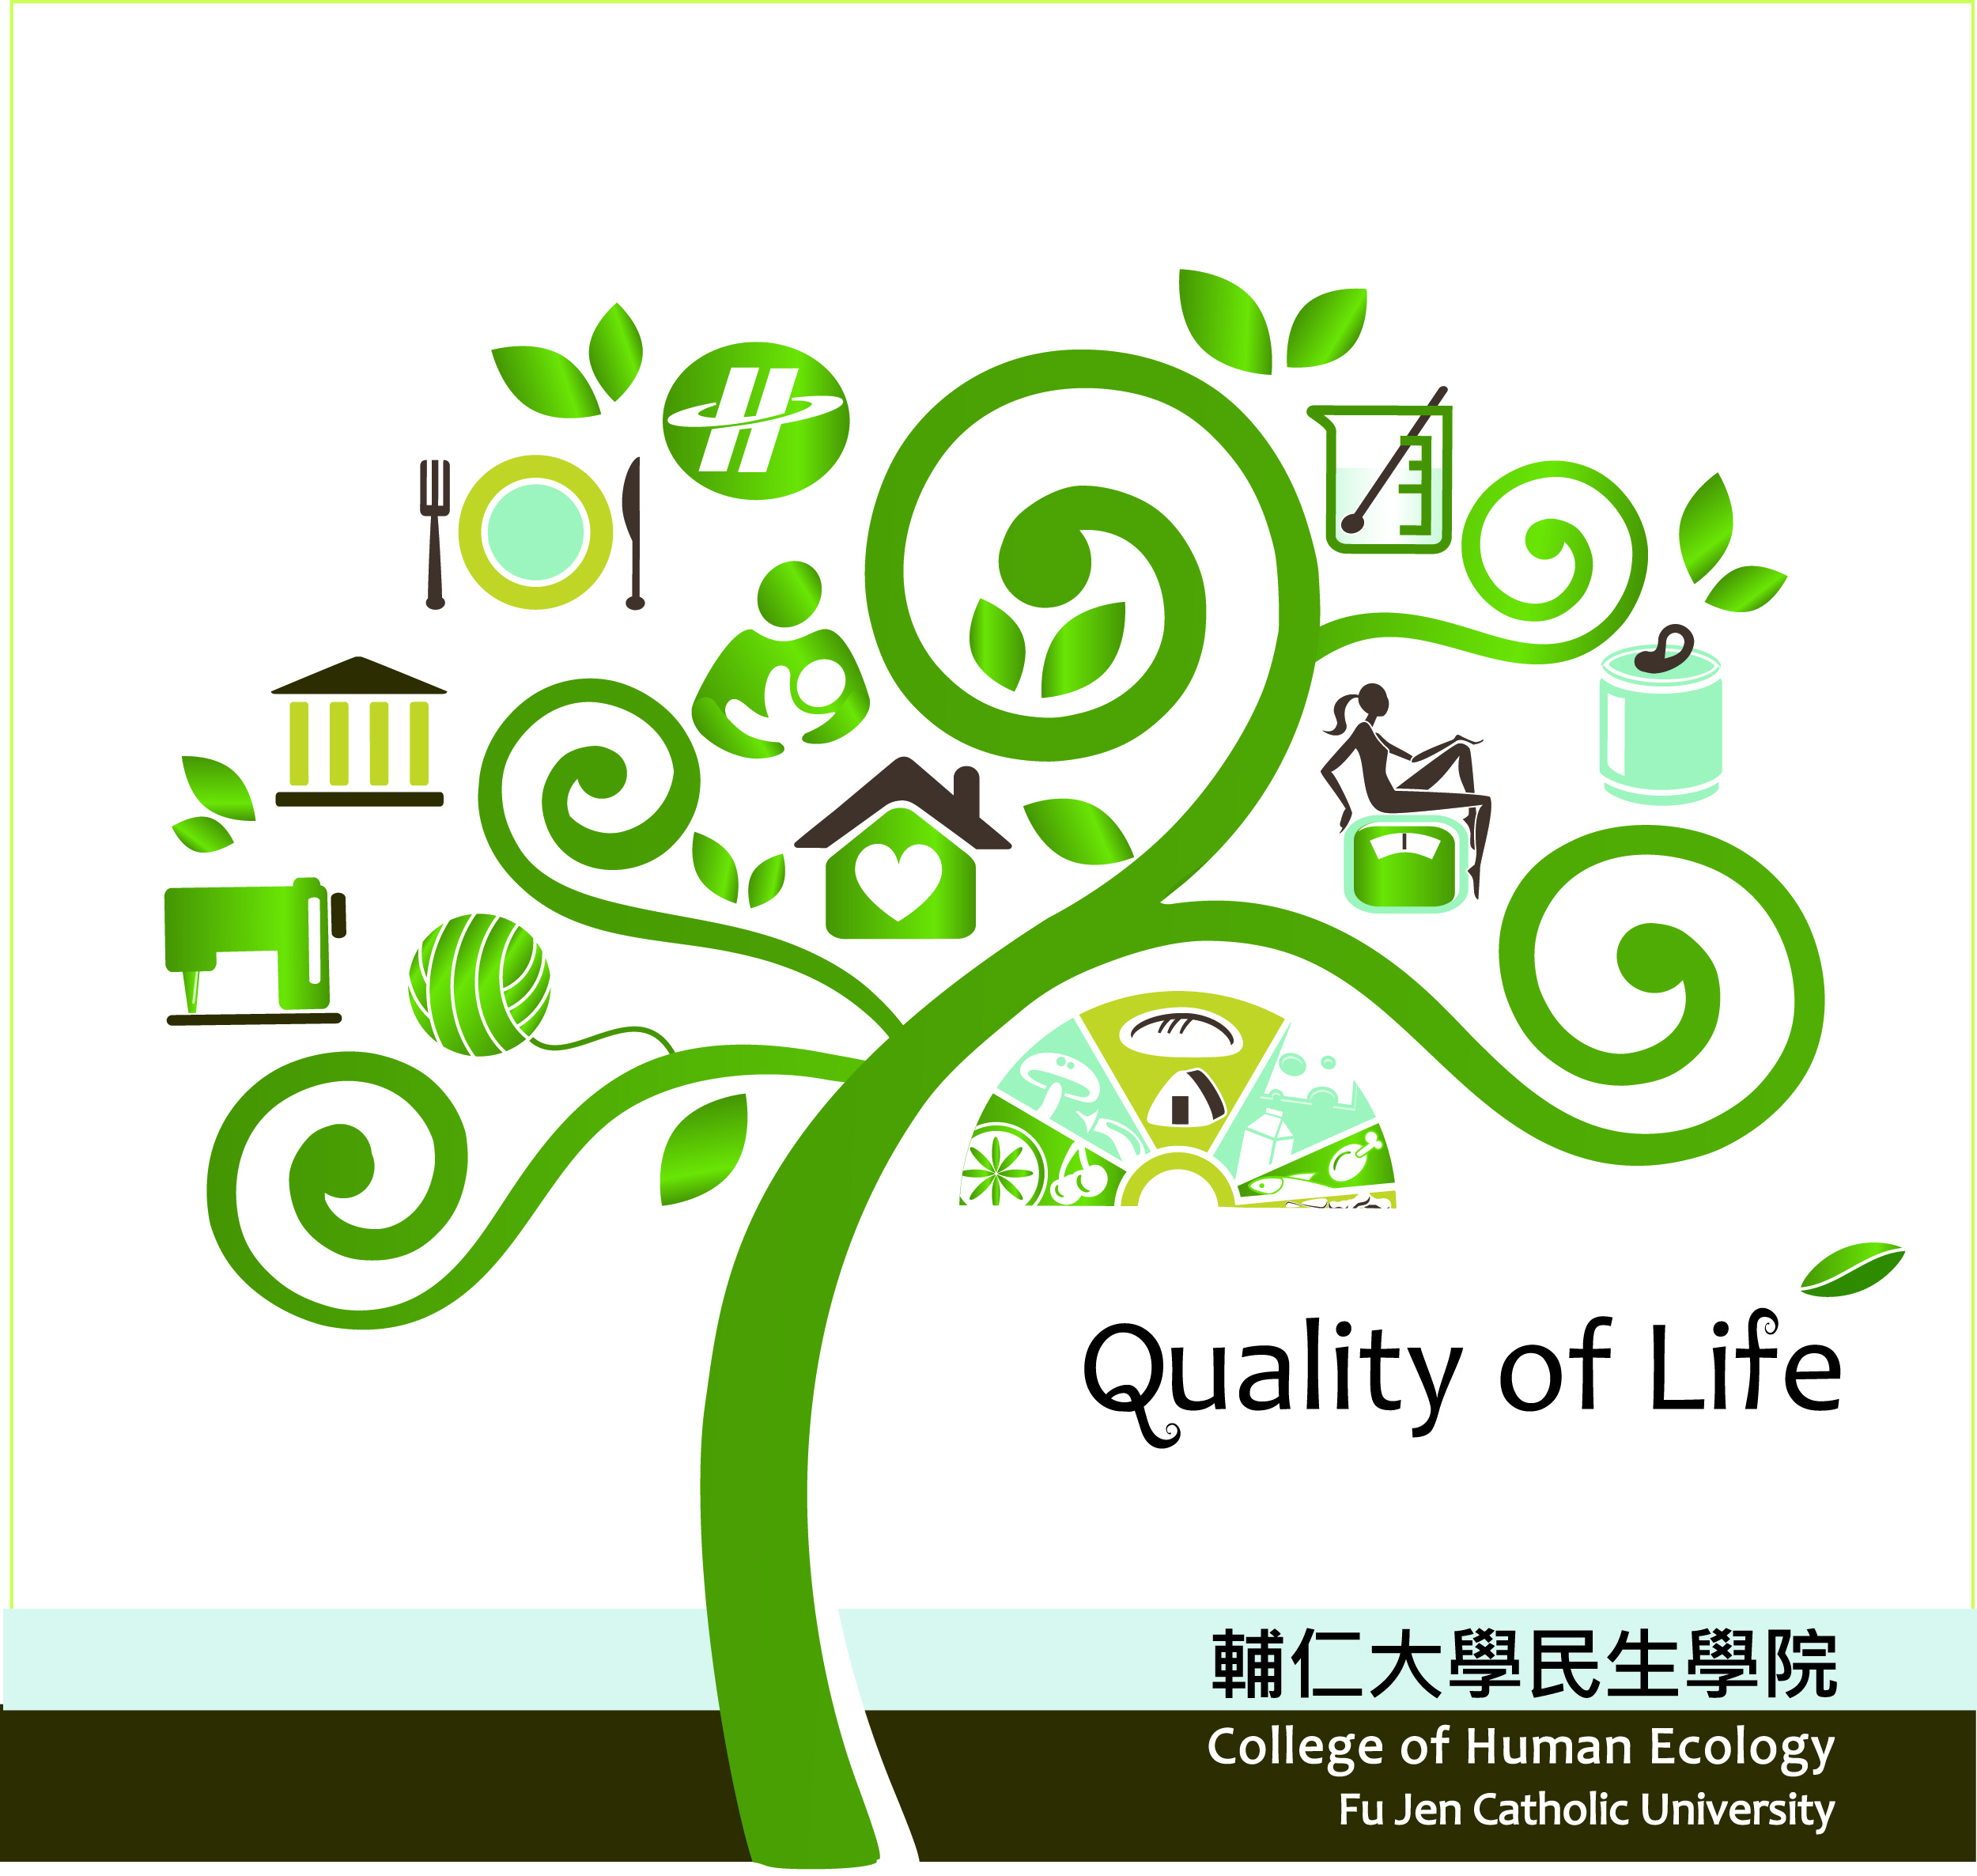 H
Quality of Life
輔仁大學民生學院
College of Human Ecology
Fu Jen Catholic University